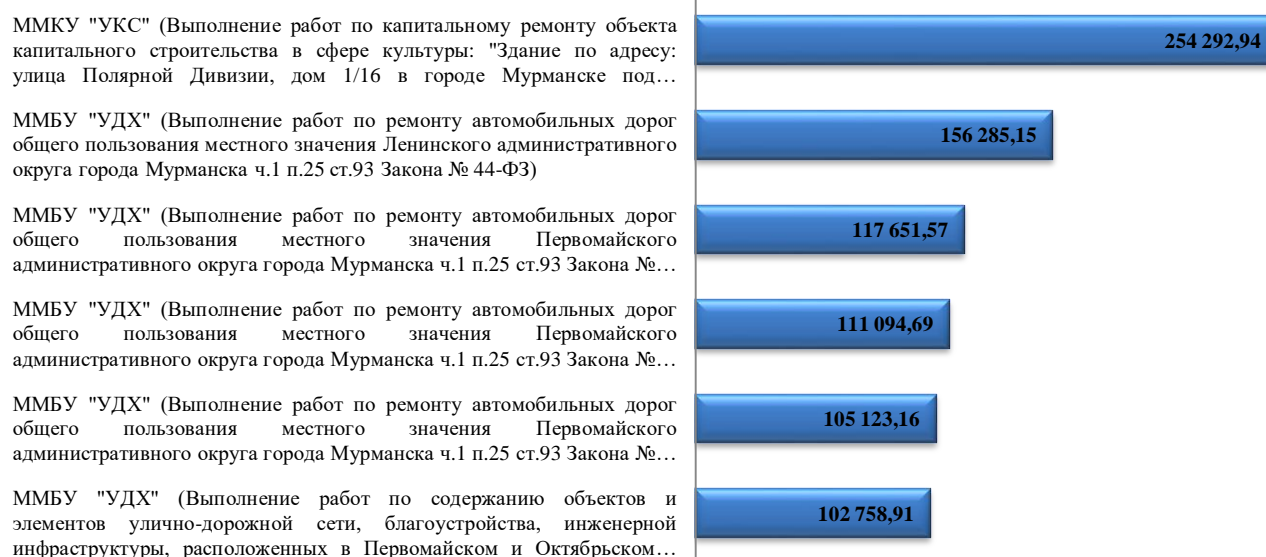 ММКУ "УКС" (Выполнение работ по капитальному ремонту объекта
капитального строительства в сфере культуры: "Здание по адресу:
улица Полярной Дивизии, дом 1/16 в городе Мурманске под…
254 292,94
ММБУ "УДХ" (Выполнение работ по ремонту автомобильных дорог
общего пользования местного значения Ленинского административного
округа города Мурманска ч.1 п.25 ст.93 Закона № 44-ФЗ)
156 285,15
ММБУ "УДХ" (Выполнение работ по ремонту автомобильных дорог
общего пользования местного значения Первомайского
административного округа города Мурманска ч.1 п.25 ст.93 Закона №…
117 651,57
ММБУ "УДХ" (Выполнение работ по ремонту автомобильных дорог
общего пользования местного значения Первомайского
административного округа города Мурманска ч.1 п.25 ст.93 Закона №…
111 094,69
ММБУ "УДХ" (Выполнение работ по ремонту автомобильных дорог
общего пользования местного значения Первомайского
административного округа города Мурманска ч.1 п.25 ст.93 Закона №…
105 123,16
ММБУ "УДХ" (Выполнение работ по содержанию объектов и
элементов улично-дорожной сети, благоустройства, инженерной
инфраструктуры, расположенных в Первомайском и Октябрьском…
102 758,91